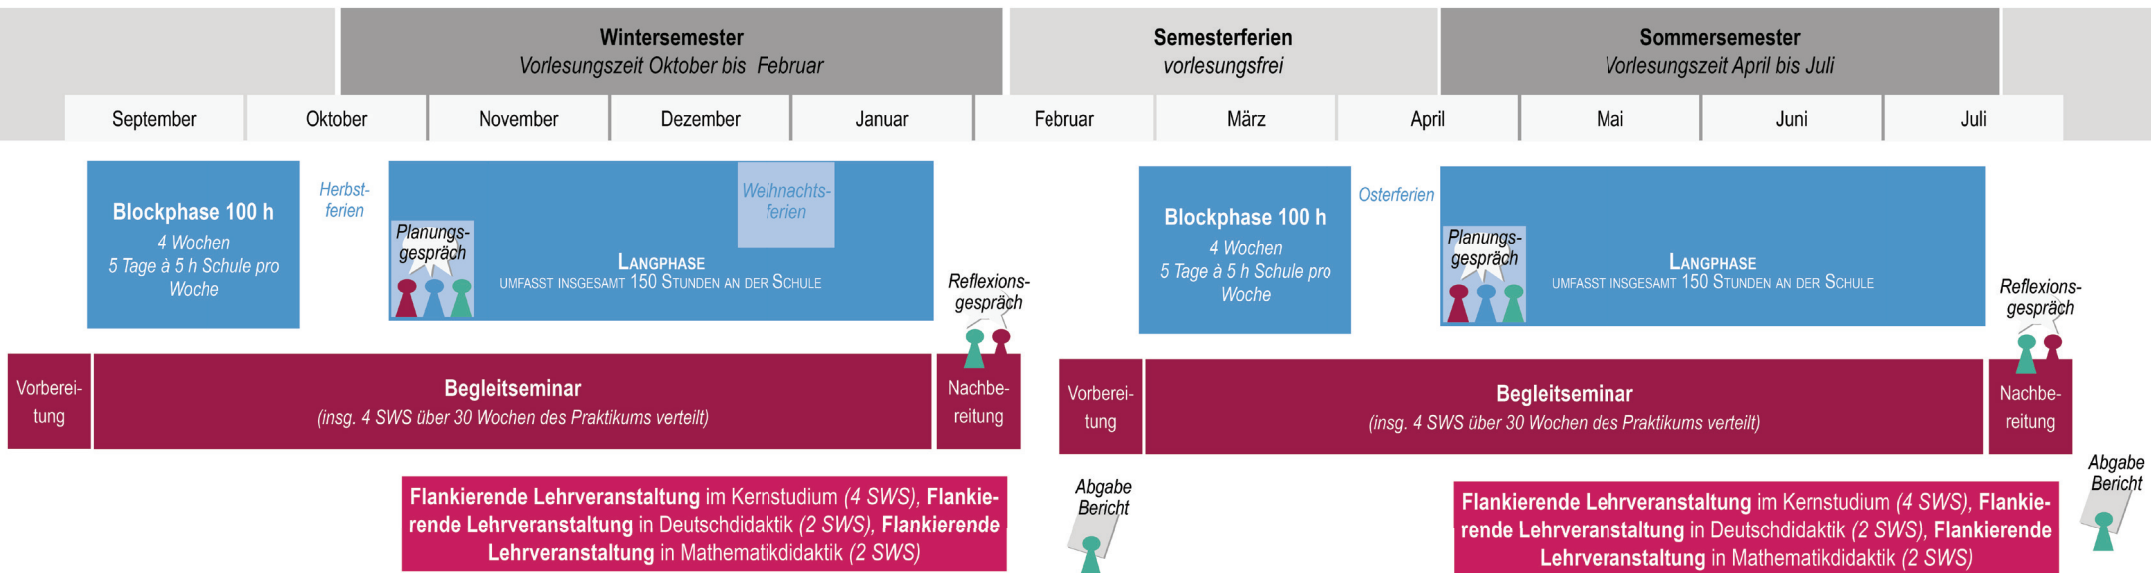 Wintersemester
Vorlesungszeit Oktober bis Februar
Semesterferien
vorlesungsfrei
Sommersemester
Vorlesungszeit April bis Juli
September
Oktober
November
Dezember
Januar
Februar
März
April
Mai
Juni
Juli
Blockphase 100 h
4 Wochen
5 Tage à 5 h Schule pro
Woche
Herbst-
ferien
Planungs-
gespräch
Weihnachts-
ferien
LANGPHASE
UMFASST INSGESAMT 150 STUNDEN AN DER SCHULE
Reflexions-
gespräch
Blockphase 100 h
4 Wochen
5 Tage à 5 h Schule pro
Woche
Osterferien
Planungs-
gespräch
LANGPHASE
UMFASST INSGESAMT 150 STUNDEN AN DER SCHULE
Reflexions-
gespräch
Vorberei-
tung
Begleitseminar
(insg. 4 SWS über 30 Wochen des Praktikums verteilt)
Nachbe-
reitung
Vorberei-
tung
Begleitseminar
(insg. 4 SWS über 30 Wochen des Praktikums verteilt)
Nachbe-
reitung
Flankierende Lehrveranstaltung im Kernstudium (4 SWS), Flankie-
rende Lehrveranstaltung in Deutschdidaktik (2 SWS), Flankierende
Lehrveranstaltung in Mathematikdidaktik (2 SWS)
Abgabe
Bericht
Flankierende Lehrveranstaltung im Kernstudium (4 SWS), Flankie-
rende Lehrveranstaltung in Deutschdidaktik (2 SWS), Flankierende
Lehrveranstaltung in Mathematikdidaktik (2 SWS)
Abgabe
Bericht